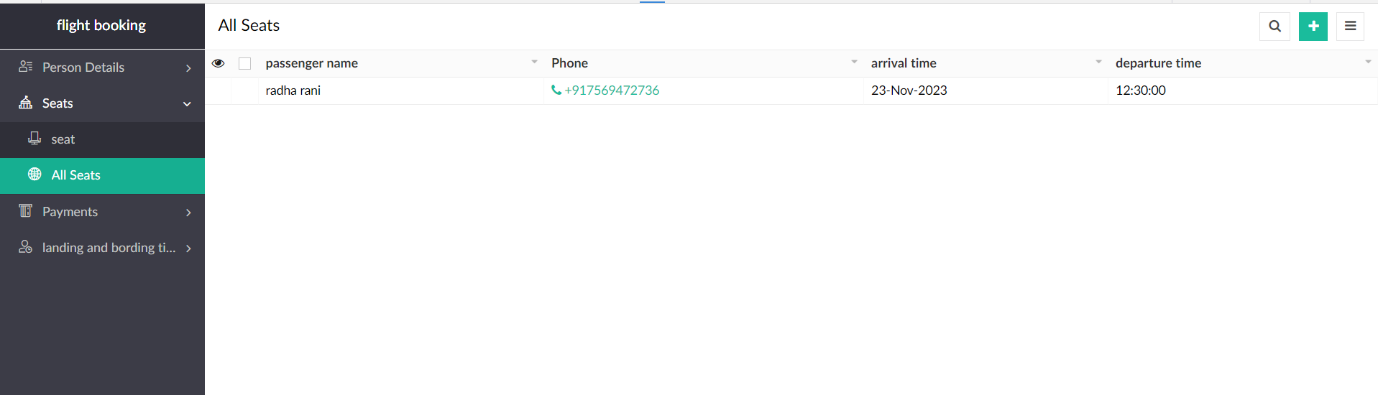 flight booking
All Seats
Person Details
passenger name Phone arrival time departure time
radha rani +917569472736 23-Nov-2023 12:30:00
Seats
seat
All Seats
Payments
landing and bording ti...